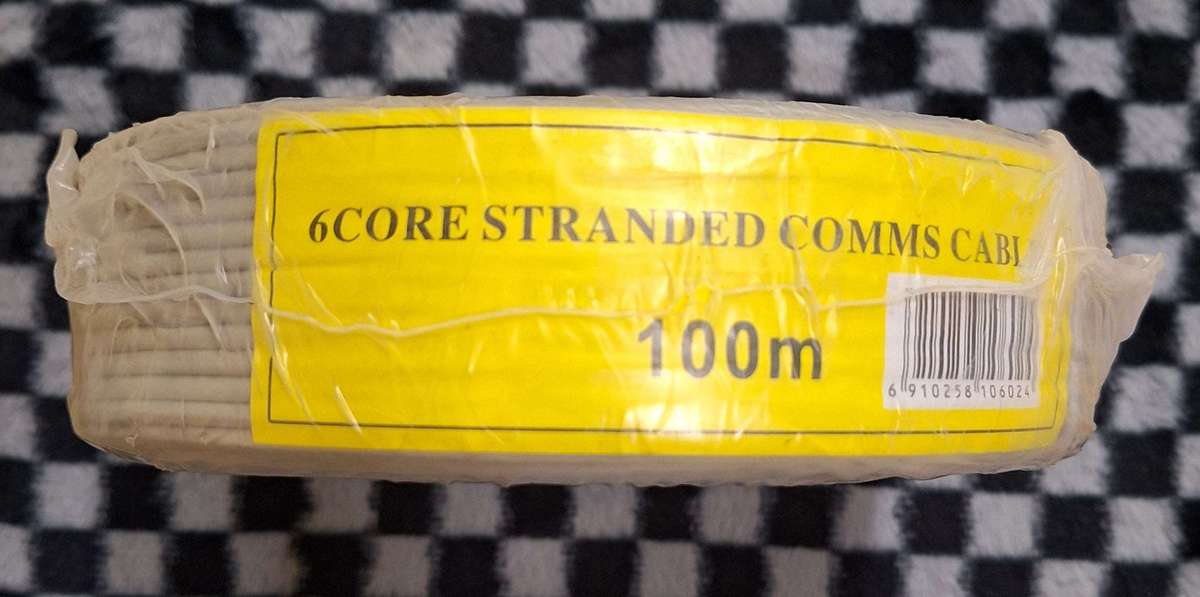 6CORE STRANDED COMMS CABL
100m
6 910258 106024